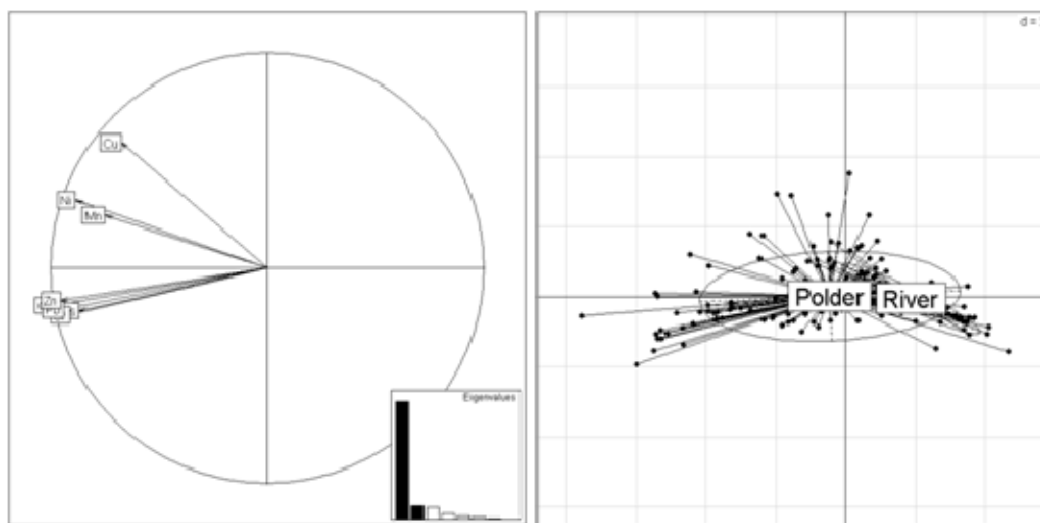 Cu
Ni
Mn
Zn
Eigenvalues
d =
Polder
River